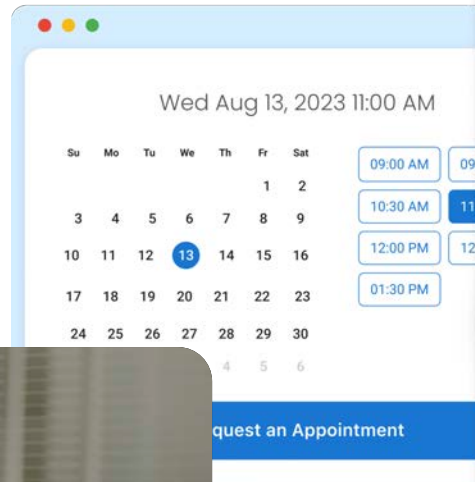 Wed Aug 13, 2023 11:00 AM
Su Mo Tu We Th Fr Sat
1 2
3 4 5 6 7 8 9
10 11 12 13 14 15 16
17 18 19 20 21 22 23
24 25 26 27 28 29 30
4 5 6
09:00 AM 09
10:30 AM 11
12:00 PM 12
01:30 PM
quest an Appointment